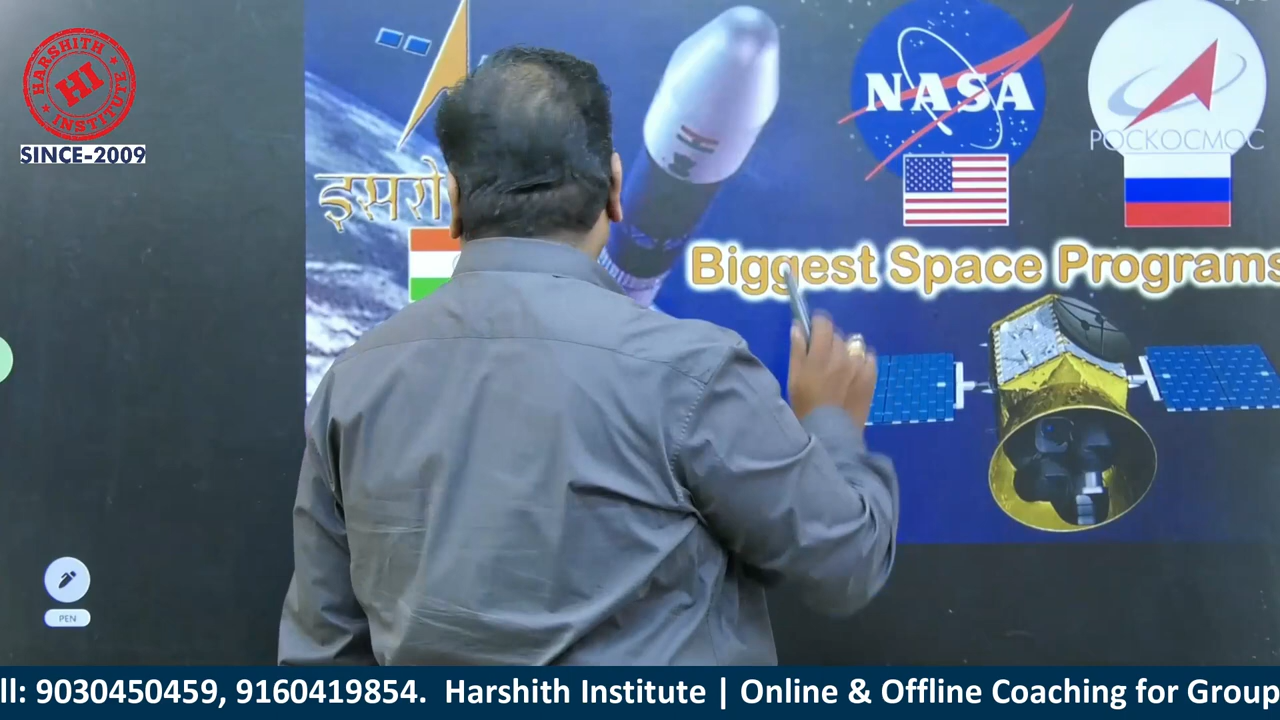 HARSHITH
HI
INSTITUTE
SINCE-2009
इसरो
NASA
РОСКОСМОС
Biggest Space Programs
PEN
ll: 9030450459, 9160419854. Harshith Institute | Online & Offline Coaching for Group